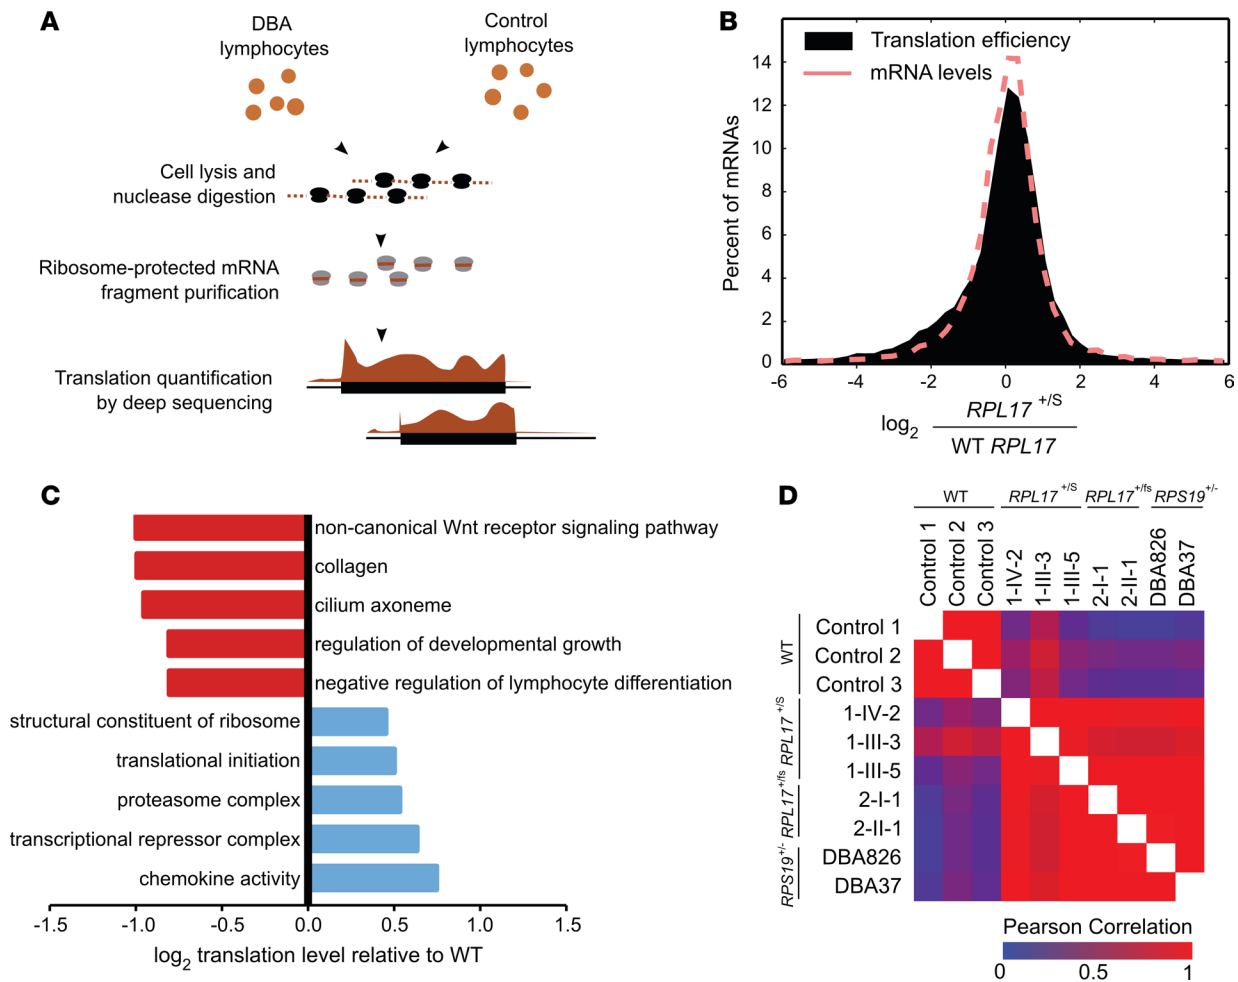 A
DBA
lymphocytes
Control
lymphocytes
Cell lysis and
nuclease digestion
Ribosome-protected mRNA
fragment purification
Translation quantification
by deep sequencing
B
Translation efficiency
mRNA levels
Percent of mRNAs
14
12
10
8
6
4
2
0
-6 -4 -2 0 2 4 6
log2 RPL17 +/S
WT RPL17
C
non-canonical Wnt receptor signaling pathway
collagen
cilium axoneme
regulation of developmental growth
negative regulation of lymphocyte differentiation
structural constituent of ribosome
translational initiation
proteasome complex
transcriptional repressor complex
chemokine activity
-1.5 -1.0 -0.5 0.0 0.5 1.0 1.5
log2 translation level relative to WT
D
WT RPL17 +/S RPL17 +/fs RPS19 +/-
Control 1
Control 2
Control 3
1-IV-2
1-III-3
1-III-5
2-I-1
2-II-1
DBA826
DBA37
WT
RPL17 +/S
RPL17 +/fs
RPS19 +/-
Control 1
Control 2
Control 3
1-IV-2
1-III-3
1-III-5
2-I-1
2-II-1
DBA826
DBA37
Pearson Correlation
0 0.5 1